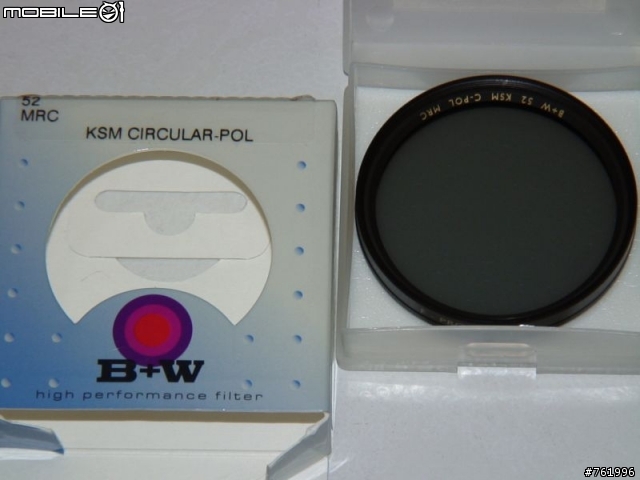 mobile01
52
MRC
KSM CIRCULAR-POL
B+W
high performance filter
B+W 52 KSM C-POL MRC
#761996